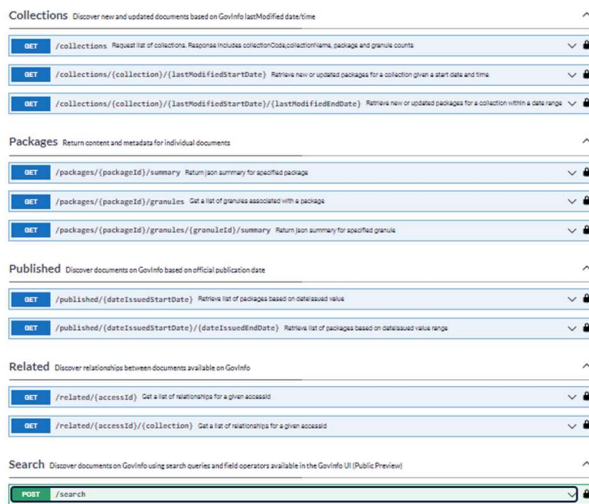 Collections Discover new and updated documents based on GovInfo lastModified date/time
GET /collections Request list of collections. Response includes collectionCode,collectionName, package and granule counts
GET /collections/{collection}/{lastModifiedStartDate} Retrieve new or updated packages for a collection given a start date and time
GET /collections/{collection}/{lastModifiedStartDate}/{lastModifiedEndDate} Retrieve new or updated packages for a collection within a date range
Packages Return content and metadata for individual documents
GET /packages/{packageId}/summary Return json summary for specified package
GET /packages/{packageId}/granules Get a list of granules associated with a package
GET /packages/{packageId}/granules/{granuleId}/summary Return json summary for specified granule
Published Discover documents on GovInfo based on official publication date
GET /published/{dateIssuedStartDate} Retrieve list of packages based on dateIssued value
GET /published/{dateIssuedStartDate}/{dateIssuedEndDate} Retrieve list of packages based on dateIssued value range
Related Discover relationships between documents available on GovInfo
GET /related/{accessId} Get a list of relationships for a given accessId
GET /related/{accessId}/{collection} Get a list of relationships for a given accessId
Search Discover documents on GovInfo using search queries and field operators available in the GovInfo UI (Public Preview)
POST /search